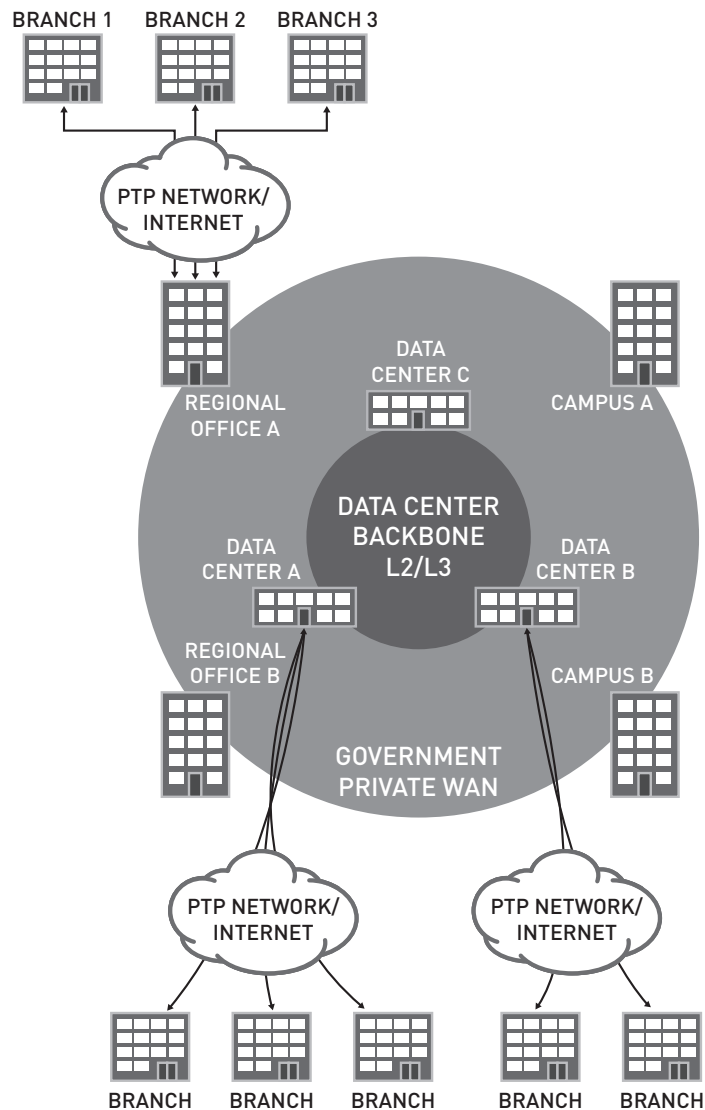 BRANCH 1 BRANCH 2 BRANCH 3
PTP NETWORK/
INTERNET
DATA
CENTER C
REGIONAL
OFFICE A
CAMPUS A
DATA CENTER
BACKBONE
L2/L3
DATA
CENTER A
DATA
CENTER B
REGIONAL
OFFICE B
CAMPUS B
GOVERNMENT
PRIVATE WAN
PTP NETWORK/
INTERNET
PTP NETWORK/
INTERNET
BRANCH BRANCH BRANCH BRANCH BRANCH